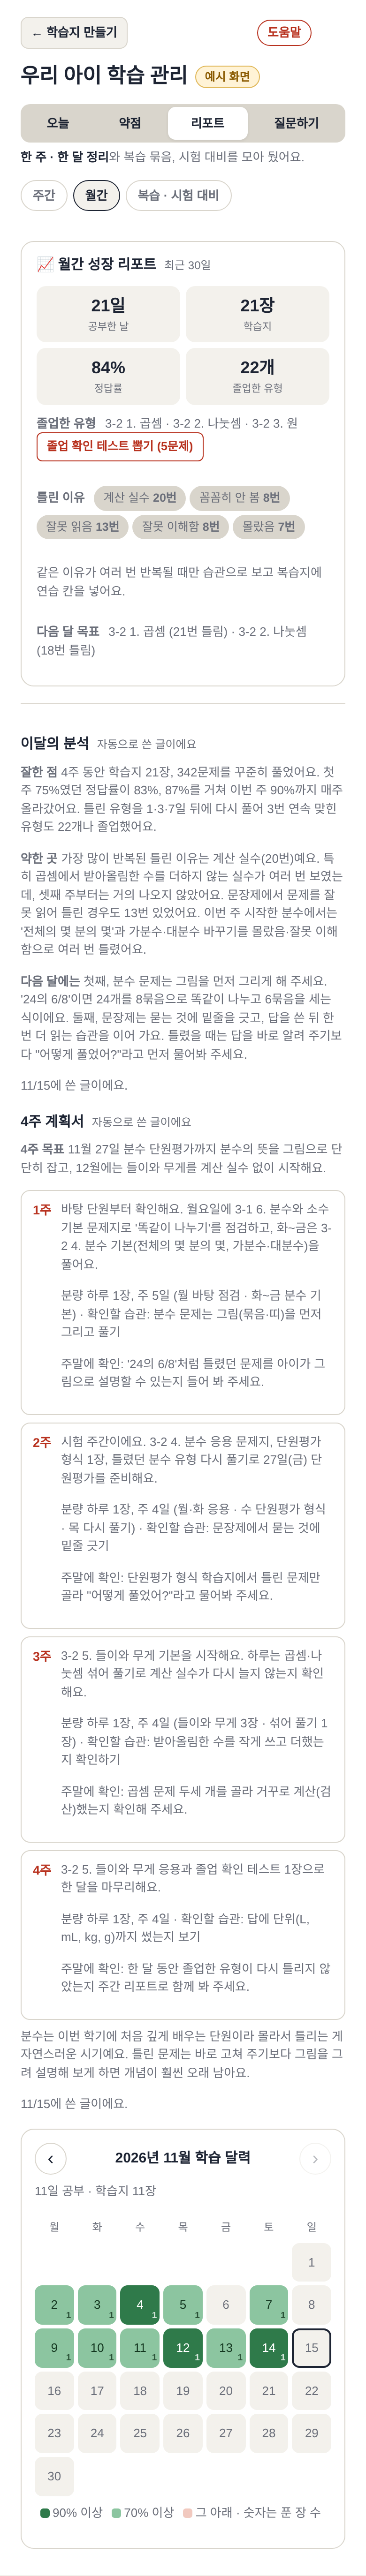 ← 학습지 만들기
도움말
우리 아이 학습 관리 예시 화면
오늘 약점 리포트 질문하기
한 주 · 한 달 정리와 복습 묶음, 시험 대비를 모아 뒀어요.
주간 월간 복습 · 시험 대비
📈 월간 성장 리포트 최근 30일
21일 21장
공부한 날 학습지
84% 22개
정답률 졸업한 유형
졸업한 유형 3-2 1. 곱셈 · 3-2 2. 나눗셈 · 3-2 3. 원
졸업 확인 테스트 뽑기 (5문제)
틀린 이유 계산 실수 20번 꼼꼼히 안 봄 8번
잘못 읽음 13번 잘못 이해함 8번 몰랐음 7번
같은 이유가 여러 번 반복될 때만 습관으로 보고 복습지에
연습 칸을 넣어요.
다음 달 목표 3-2 1. 곱셈 (21번 틀림) · 3-2 2. 나눗셈
(18번 틀림)
이달의 분석 자동으로 쓴 글이에요
잘한 점 4주 동안 학습지 21장, 342문제를 꾸준히 풀었어요. 첫
주 75%였던 정답률이 83%, 87%를 거쳐 이번 주 90%까지 매주
올라갔어요. 틀린 유형을 1·3·7일 뒤에 다시 풀어 3번 연속 맞힌
유형도 22개나 졸업했어요.
약한 곳 가장 많이 반복된 틀린 이유는 계산 실수(20번)예요. 특
히 곱셈에서 받아올림한 수를 더하지 않는 실수가 여러 번 보였는
데, 셋째 주부터는 거의 나오지 않았어요. 문장제에서 문제를 잘
못 읽어 틀린 경우도 13번 있었어요. 이번 주 시작한 분수에서는
'전체의 몇 분의 몇'과 가분수·대분수 바꾸기를 몰랐음·잘못 이해
함으로 여러 번 틀렸어요.
다음 달에는 첫째, 분수 문제는 그림을 먼저 그리게 해 주세요.
'24의 6/8'이면 24개를 8묶음으로 똑같이 나누고 6묶음을 세는
식이에요. 둘째, 문장제는 묻는 것에 밑줄을 긋고, 답을 쓴 뒤 한
번 더 읽는 습관을 이어 가요. 틀렸을 때는 답을 바로 알려 주기보
다 "어떻게 풀었어?"라고 먼저 물어봐 주세요.
11/15에 쓴 글이에요.
4주 계획서 자동으로 쓴 글이에요
4주 목표 11월 27일 분수 단원평가까지 분수의 뜻을 그림으로 단
단히 잡고, 12월에는 들이와 무게를 계산 실수 없이 시작해요.
1주 바탕 단원부터 확인해요. 월요일에 3-1 6. 분수와 소수
기본 문제지로 '똑같이 나누기'를 점검하고, 화~금은 3-
2 4. 분수 기본(전체의 몇 분의 몇, 가분수·대분수)을
풀어요.
분량 하루 1장, 주 5일 (월 바탕 점검 · 화~금 분수 기
본) · 확인할 습관: 분수 문제는 그림(묶음·띠)을 먼저
그리고 풀기
주말에 확인: '24의 6/8'처럼 틀렸던 문제를 아이가 그
림으로 설명할 수 있는지 들어 봐 주세요.
2주 시험 주간이에요. 3-2 4. 분수 응용 문제지, 단원평가
형식 1장, 틀렸던 분수 유형 다시 풀기로 27일(금) 단
원평가를 준비해요.
분량 하루 1장, 주 4일 (월·화 응용 · 수 단원평가 형식
· 목 다시 풀기) · 확인할 습관: 문장제에서 묻는 것에
밑줄 긋기
주말에 확인: 단원평가 형식 학습지에서 틀린 문제만
골라 "어떻게 풀었어?"라고 물어봐 주세요.
3주 3-2 5. 들이와 무게 기본을 시작해요. 하루는 곱셈·나
눗셈 섞어 풀기로 계산 실수가 다시 늘지 않는지 확인
해요.
분량 하루 1장, 주 4일 (들이와 무게 3장 · 섞어 풀기 1
장) · 확인할 습관: 받아올림한 수를 작게 쓰고 더했는
지 확인하기
주말에 확인: 곱셈 문제 두세 개를 골라 거꾸로 계산(검
산)했는지 확인해 주세요.
4주 3-2 5. 들이와 무게 응용과 졸업 확인 테스트 1장으로
한 달을 마무리해요.
분량 하루 1장, 주 4일 · 확인할 습관: 답에 단위(L,
mL, kg, g)까지 썼는지 보기
주말에 확인: 한 달 동안 졸업한 유형이 다시 틀리지 않
았는지 주간 리포트로 함께 봐 주세요.
분수는 이번 학기에 처음 깊게 배우는 단원이라 몰라서 틀리는 게
자연스러운 시기예요. 틀린 문제는 바로 고쳐 주기보다 그림을 그
려 설명해 보게 하면 개념이 훨씬 오래 남아요.
11/15에 쓴 글이에요.
‹ 2026년 11월 학습 달력 ›
11일 공부 · 학습지 11장
월 화 수 목 금 토 일
1
2 1 3 1 4 1 5 1 6 7 1 8
9 1 10 1 11 1 12 1 13 1 14 1 15
16 17 18 19 20 21 22
23 24 25 26 27 28 29
30
90% 이상 70% 이상 그 아래 · 숫자는 푼 장 수